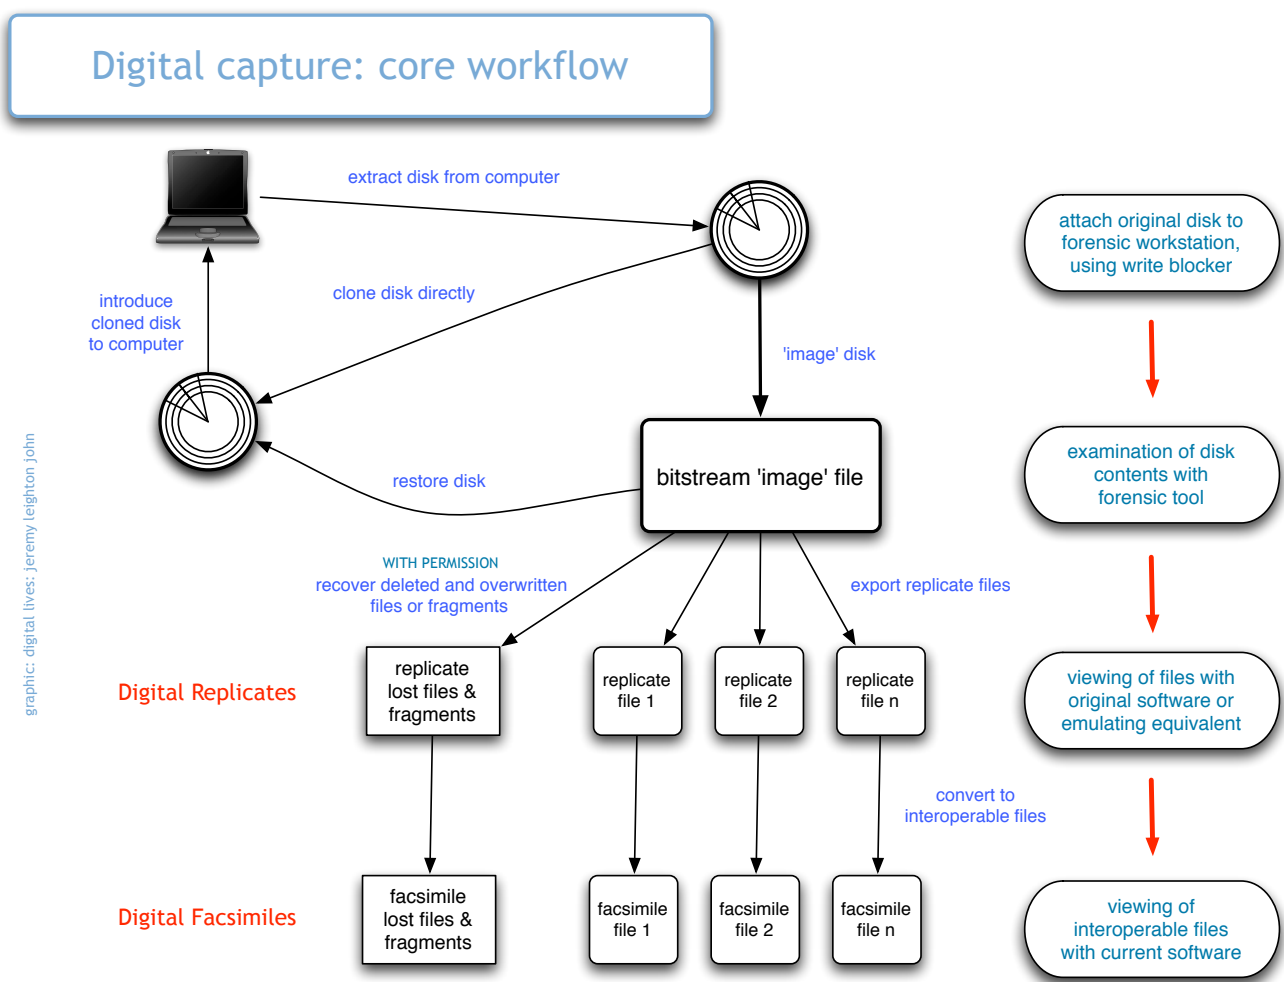 Digital capture: core workflow
extract disk from computer
attach original disk to
forensic workstation,
using write blocker
clone disk directly
introduce
cloned disk
to computer
'image' disk
graphic: digital lives: jeremy leighton john
restore disk
bitstream 'image' file
examination of disk
contents with
forensic tool
WITH PERMISSION
recover deleted and overwritten
files or fragments
export replicate files
Digital Replicates
replicate
lost files &
fragments
replicate
file 1
replicate
file 2
replicate
file n
viewing of files with
original software or
emulating equivalent
convert to
interoperable files
Digital Facsimiles
facsimile
lost files &
fragments
facsimile
file 1
facsimile
file 2
facsimile
file n
viewing of
interoperable files
with current software